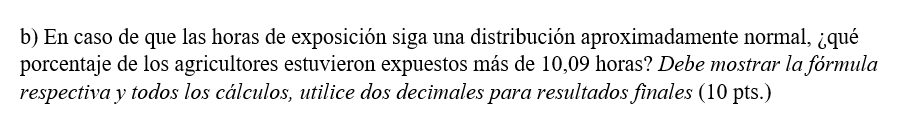 b) En caso de que las horas de exposición siga una distribución aproximadamente normal, ¿qué
porcentaje de los agricultores estuvieron expuestos más de 10,09 horas? Debe mostrar la fórmula
respectiva y todos los cálculos, utilice dos decimales para resultados finales (10 pts.)